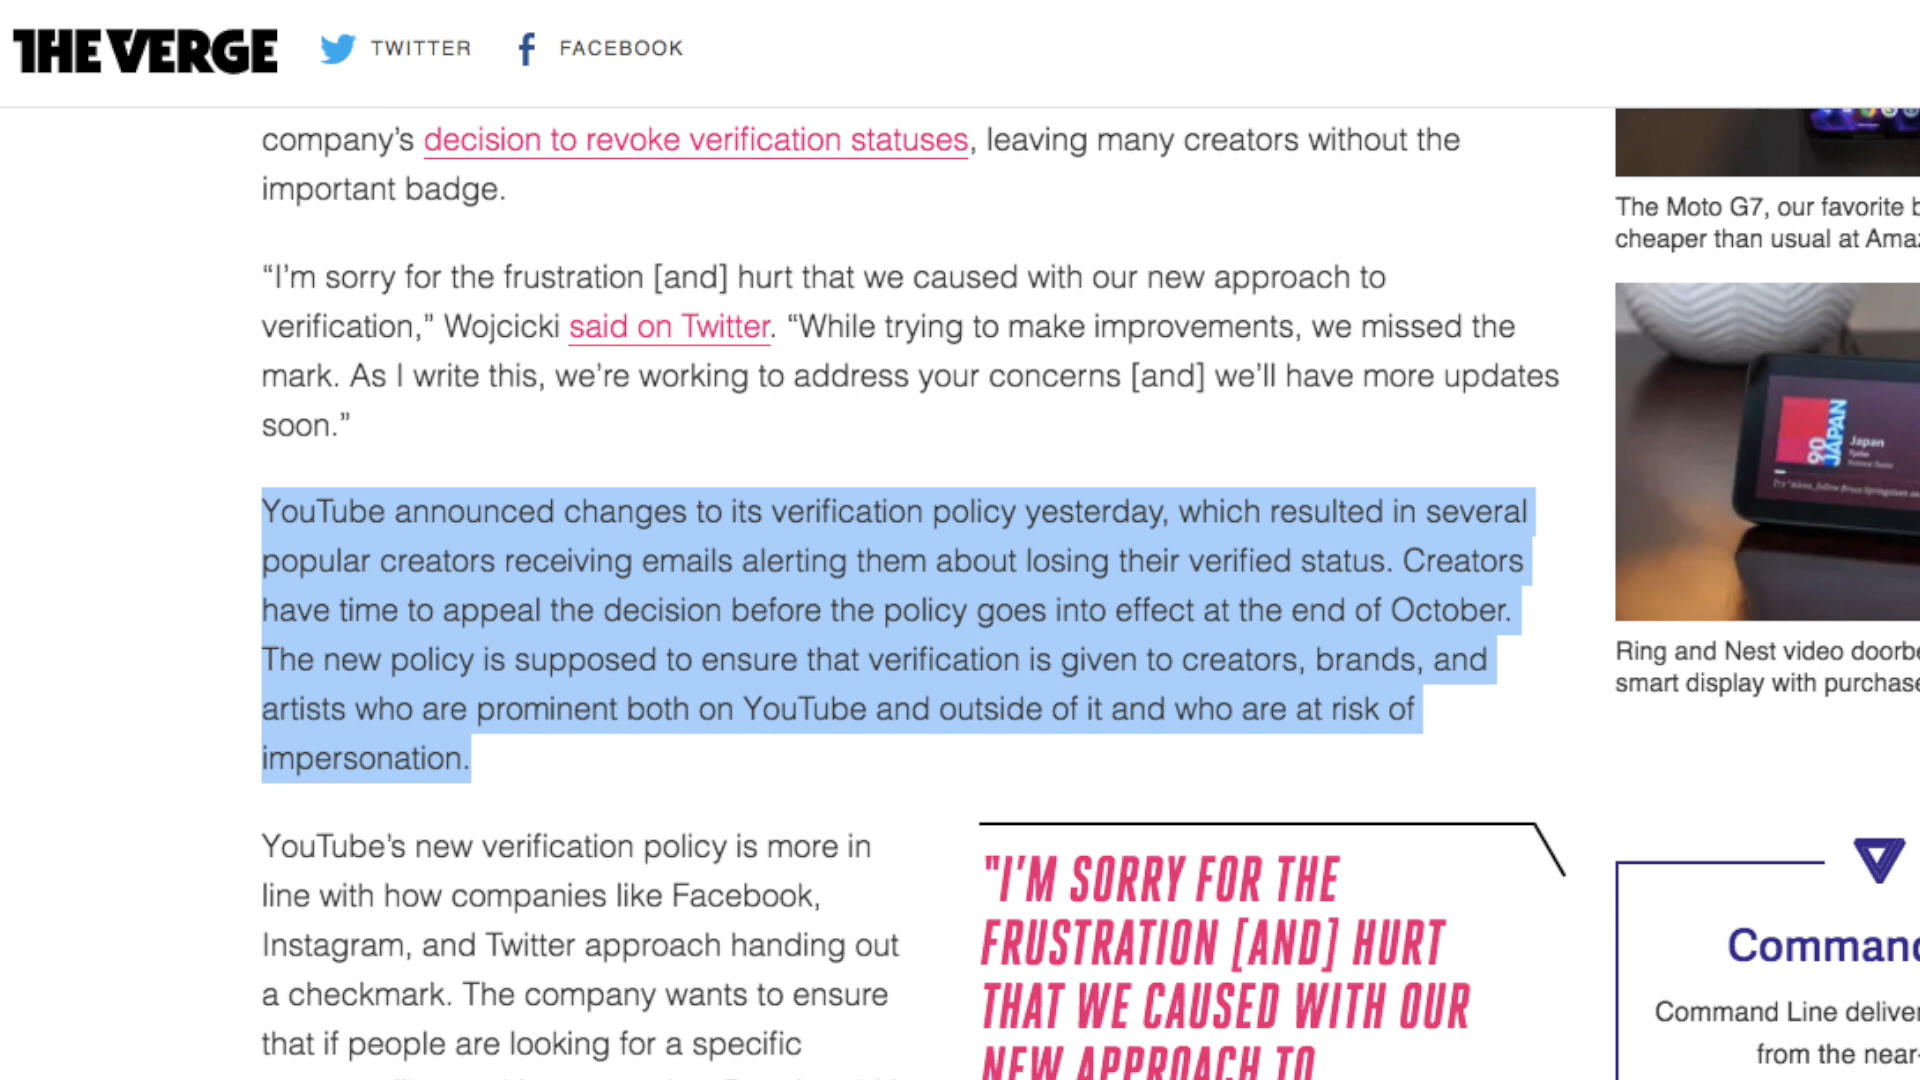 THE VERGE TWITTER FACEBOOK
company’s decision to revoke verification statuses, leaving many creators without the
important badge.
“I’m sorry for the frustration [and] hurt that we caused with our new approach to
verification,” Wojcicki said on Twitter. “While trying to make improvements, we missed the
mark. As I write this, we’re working to address your concerns [and] we’ll have more updates
soon.”
YouTube announced changes to its verification policy yesterday, which resulted in several
popular creators receiving emails alerting them about losing their verified status. Creators
have time to appeal the decision before the policy goes into effect at the end of October.
The new policy is supposed to ensure that verification is given to creators, brands, and
artists who are prominent both on YouTube and outside of it and who are at risk of
impersonation.
YouTube’s new verification policy is more in
line with how companies like Facebook,
Instagram, and Twitter approach handing out
a checkmark. The company wants to ensure
that if people are looking for a specific
"I’M SORRY FOR THE
FRUSTRATION [AND] HURT
THAT WE CAUSED WITH OUR
NEW APPROACH TO
The Moto G7, our favorite
cheaper than usual at
90
JAPAN
Japan
Ring and Nest video
smart display with
Command
Command Line
from the near-